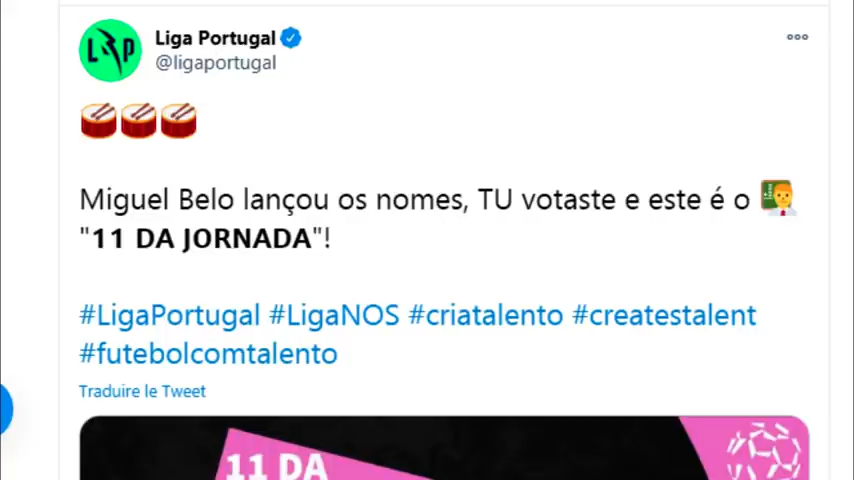 LP
Liga Portugal
@ligaportugal
🥁🥁🥁
Miguel Belo lançou os nomes, TU votaste e este é o 👨‍🏫
"11 DA JORNADA"!
#LigaPortugal #LigaNOS #criatalento #createstalent
#futebolcomtalento
Traduire le Tweet
11 DA